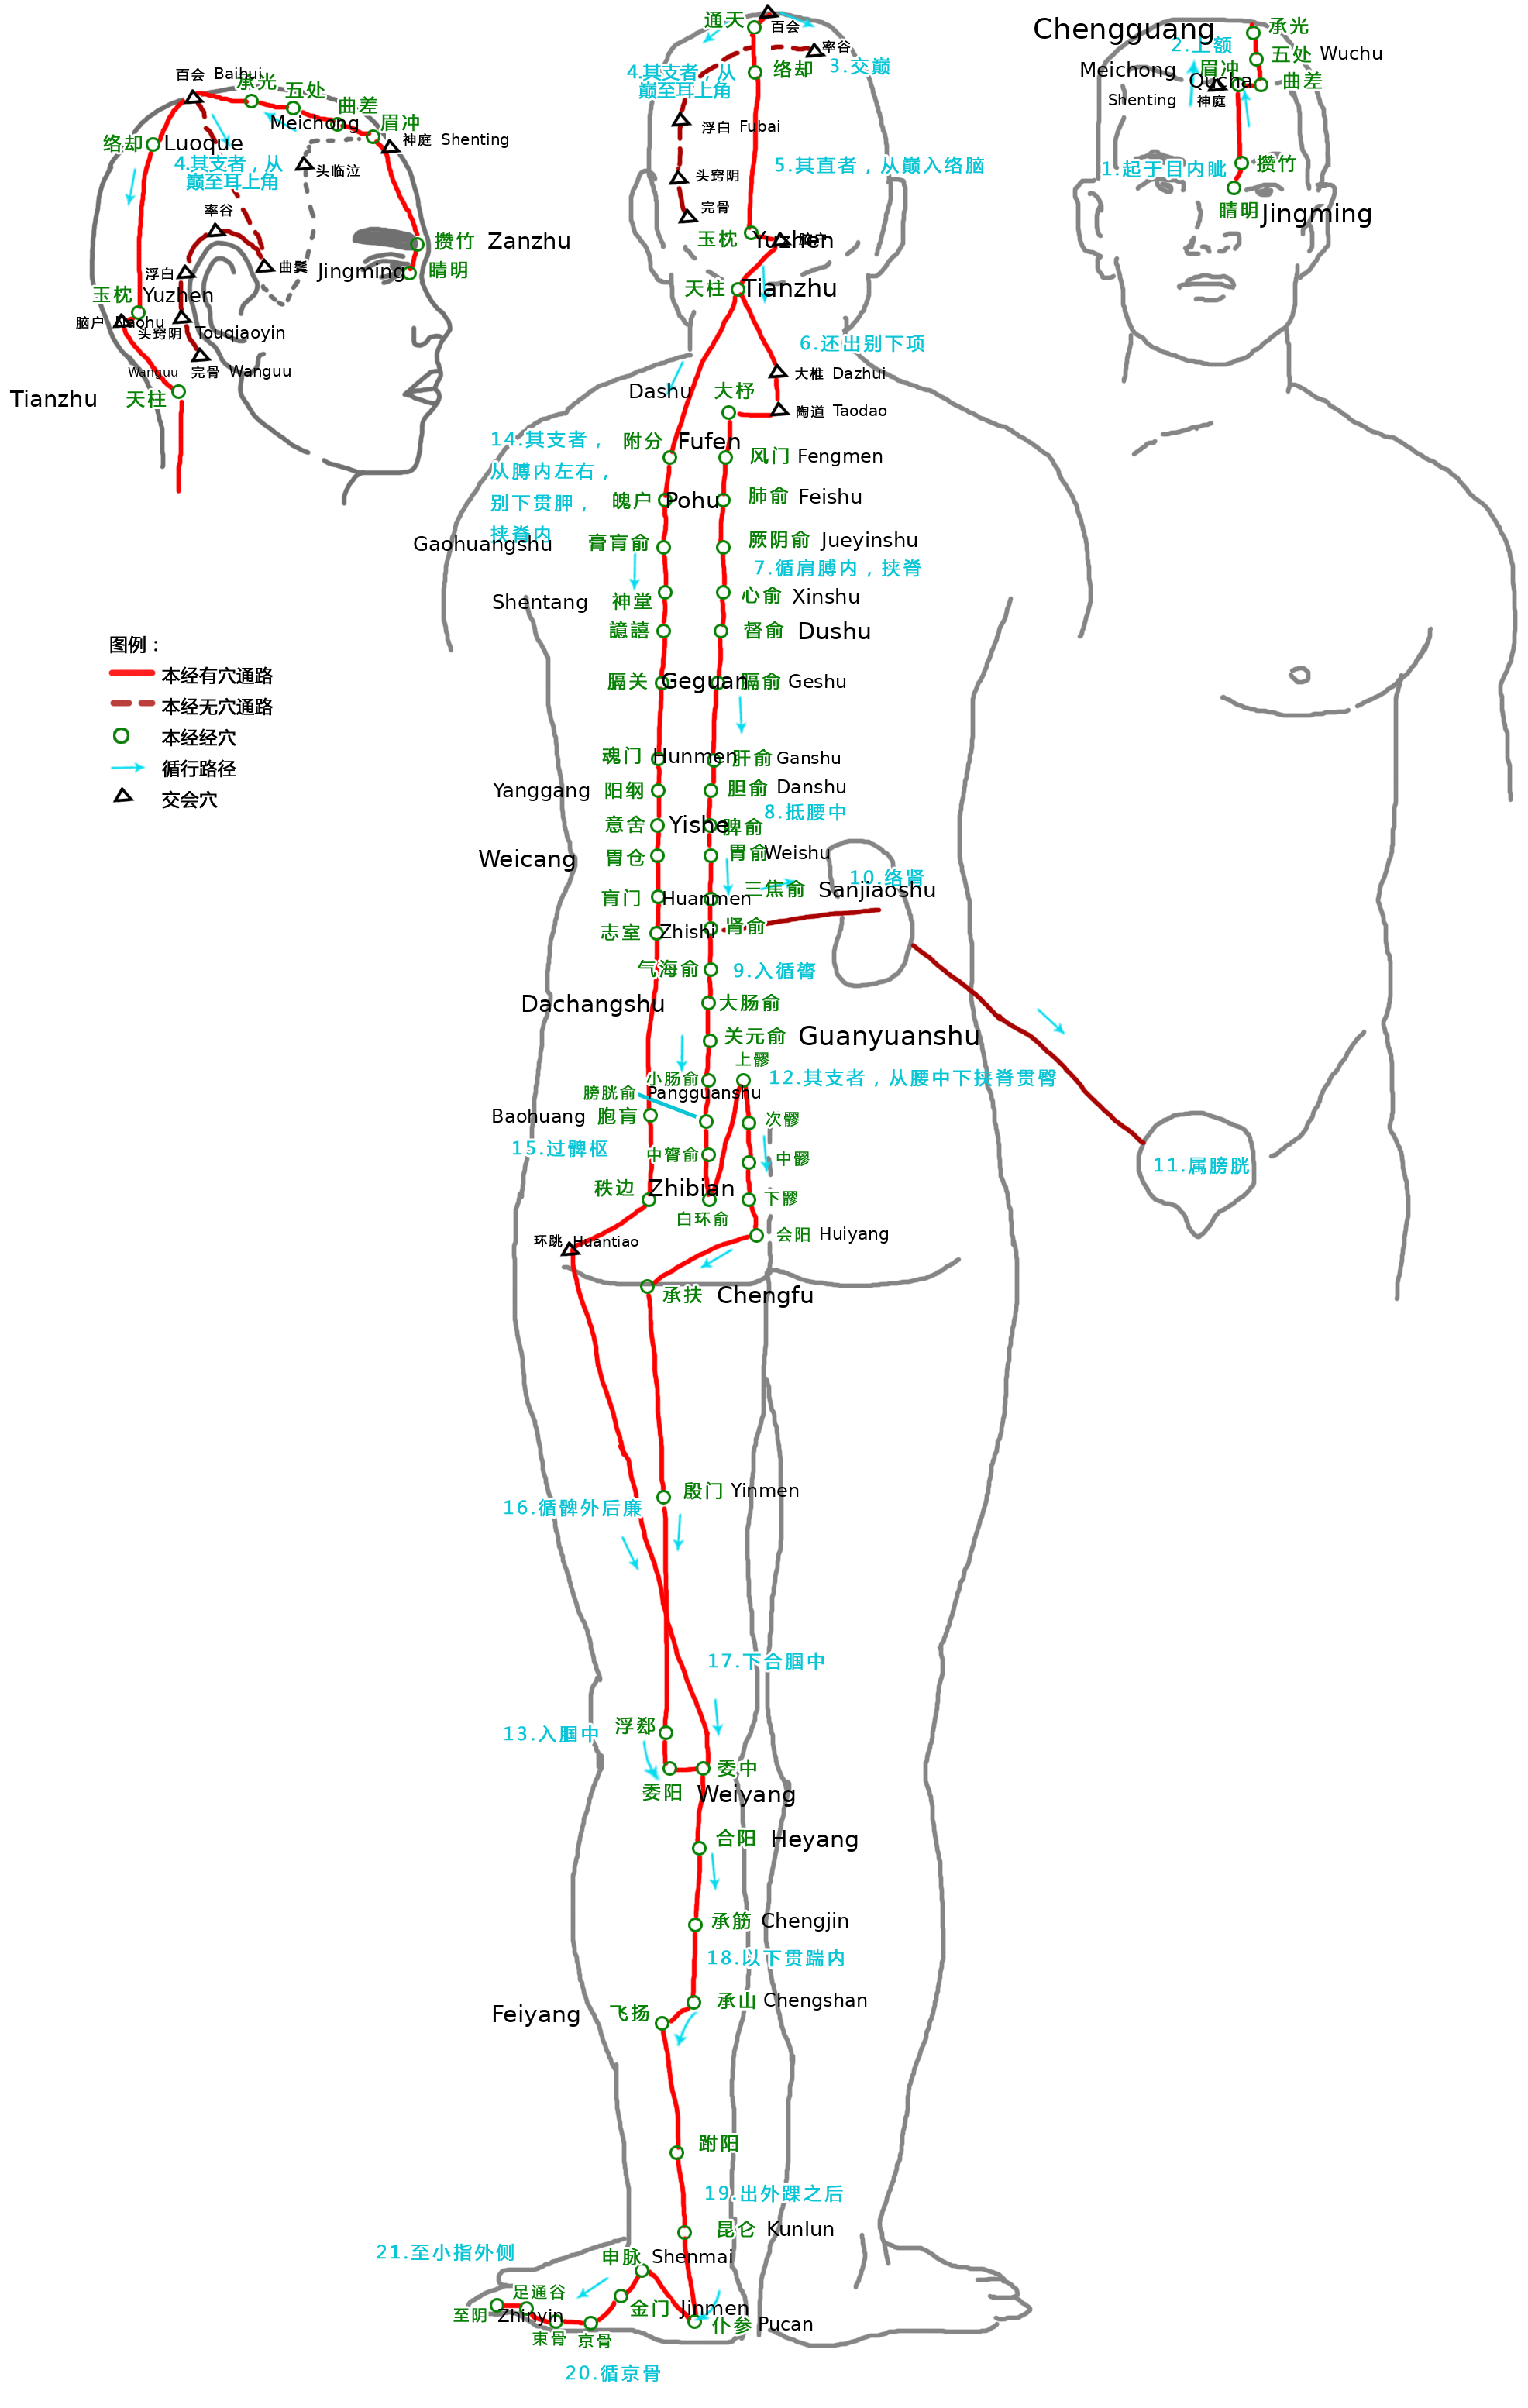 百会 Baihui
承光
五处
曲差
Meichong
眉冲
神庭 Shenting
络却 Luoque
4.其支者，从
巅至耳上角
头临泣
率谷
攒竹 Zanzhu
Jingming 睛明
浮白
曲鬓
玉枕 Yuzhen
脑户 Naohu
头窍阴 Touqiaoyin
Wanguu 完骨 Wanguu
Tianzhu 天柱
通天
百会
率谷
络却
3.交巅
4.其支者，从
巅至耳上角
浮白 Fubai
5.其直者，从巅入络脑
头窍阴
完骨
玉枕 Yuzhen
脑户
天柱 Tianzhu
6.还出别下项
大椎 Dazhui
Dashu 大杼
陶道 Taodao
Chengguang 承光
2.上额
五处 Wuchu
Meichong 眉冲
Qucha 曲差
Shenting 神庭
1.起于目内眦
攒竹
睛明 Jingming
14.其支者，
从膊内左右，
别下贯胛，
挟脊内
附分 Fufen
风门 Fengmen
魄户 Pohu
肺俞 Feishu
Gaohuangshu 膏肓俞
厥阴俞 Jueyinshu
7.循肩膊内，挟脊
Shentang 神堂
心俞 Xinshu
譩譆
督俞 Dushu
膈关 Geguan
膈俞 Geshu
图例：
本经有穴通路
本经无穴通路
本经经穴
循行路径
交会穴
魂门 Hunmen
肝俞 Ganshu
Yanggang 阳纲
胆俞 Danshu
8.抵腰中
意舍 Yishe
脾俞
Weicang 胃仓
胃俞 Weishu
10.络肾
三焦俞 Sanjiaoshu
肓门 Huanmen
志室 Zhishi
肾俞
气海俞
9.入循膂
Dachangshu 大肠俞
关元俞 Guanyuanshu
上髎
小肠俞
12.其支者，从腰中下挟脊贯臀
膀胱俞 Pangguanshu
Baohuang 胞肓
次髎
15.过髀枢
中膂俞
中髎
11.属膀胱
秩边 Zhibian
下髎
白环俞
会阳 Huiyang
环跳 Huantiao
承扶 Chengfu
殷门 Yinmen
16.循髀外后廉
17.下合腘中
浮郄
13.入腘中
委中
委阳 Weiyang
合阳 Heyang
承筋 Chengjin
18.以下贯踹内
承山 Chengshan
Feiyang 飞扬
跗阳
19.出外踝之后
昆仑 Kunlun
21.至小指外侧
申脉 Shenmai
足通谷
金门 Jinmen
至阴 Zhinyin
仆参 Pucan
束骨
京骨
20.循京骨